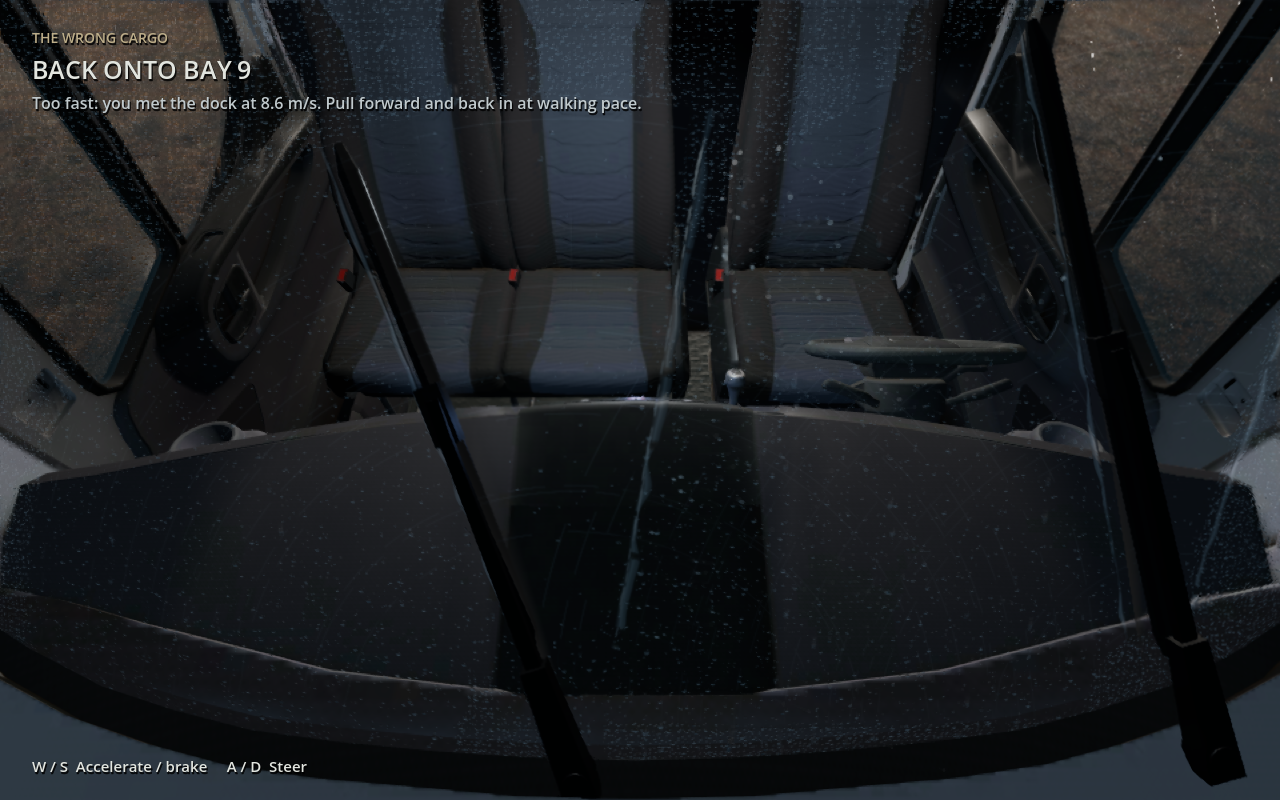 THE WRONG CARGO
BACK ONTO BAY 9
Too fast: you met the dock at 8.6 m/s. Pull forward and back in at walking pace.
W / S Accelerate / brake A / D Steer